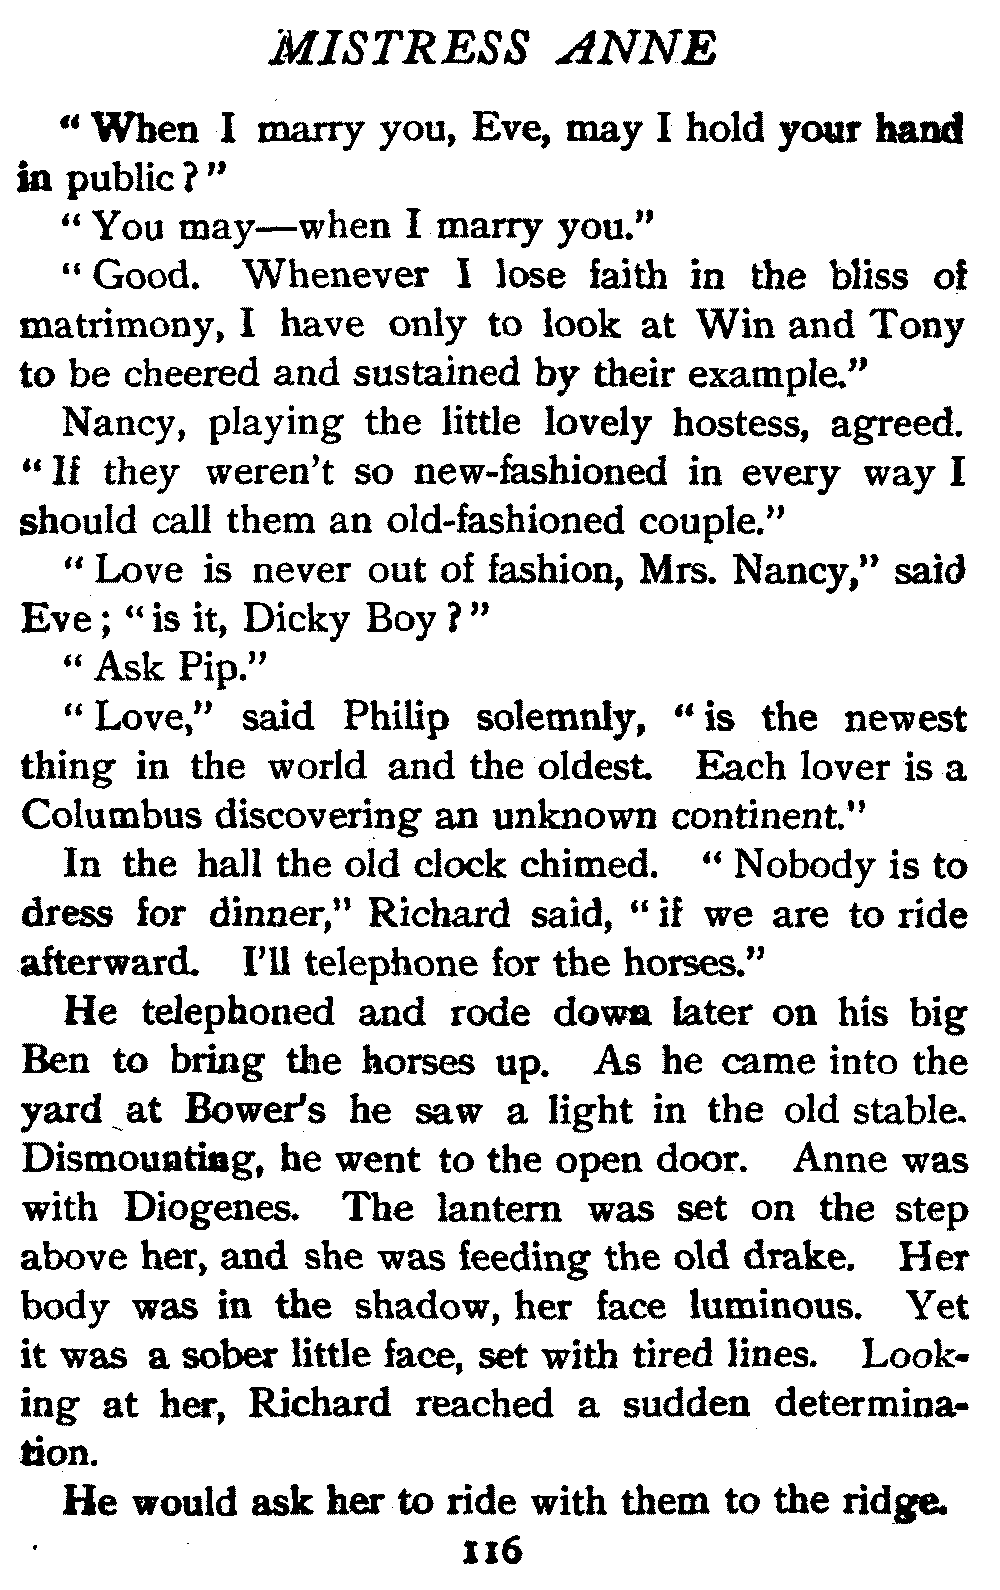 MISTRESS ANNE
" When I marry you, Eve, may I hold your hand
in public ? "
" You may—when I marry you."
" Good. Whenever I lose faith in the bliss of
matrimony, I have only to look at Win and Tony
to be cheered and sustained by their example."
Nancy, playing the little lovely hostess, agreed.
" If they weren't so new-fashioned in every way I
should call them an old-fashioned couple."
" Love is never out of fashion, Mrs. Nancy," said
Eve ; " is it, Dicky Boy ? "
" Ask Pip."
" Love," said Philip solemnly, " is the newest
thing in the world and the oldest. Each lover is a
Columbus discovering an unknown continent."
In the hall the old clock chimed. " Nobody is to
dress for dinner," Richard said, " if we are to ride
afterward. I'll telephone for the horses."
He telephoned and rode down later on his big
Ben to bring the horses up. As he came into the
yard at Bower's he saw a light in the old stable.
Dismounting, he went to the open door. Anne was
with Diogenes. The lantern was set on the step
above her, and she was feeding the old drake. Her
body was in the shadow, her face luminous. Yet
it was a sober little face, set with tired lines. Look-
ing at her, Richard reached a sudden determina-
tion.
He would ask her to ride with them to the ridge.
116